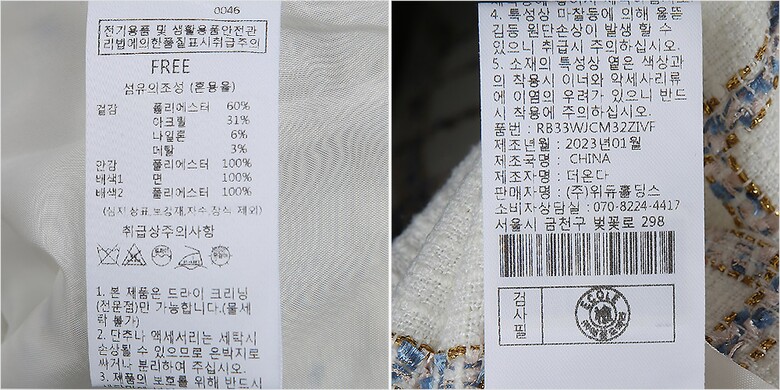 0046
전기용품 및 생활용품안전관
리법에의한품질표시취급주의
FREE
섬유의조성 (혼용율)
겉감 폴리에스터 60%
아크릴 31%
나일론 6%
메탈 3%
안감 폴리에스터 100%
배색1 면 100%
배색2 폴리에스터 100%
(심지,상표,보강재,자수,장식 제외)
취급상주의사항
1. 본 제품은 드라이 크리닝
(전문점)만 가능합니다.(물세
탁 불가)
2. 단추나 액세서리는 세탁시
손상될 수 있으므로 은박지로
싸거나 분리하여 주십시오.
3. 제품의 보호를 위해 반드시
4. 특성상 마찰등에 의해 올뜯
김등 원단손상이 발생 할 수
있으니 취급시 주의하십시오.
5. 소재의 특성상 옅은 색상과
의 착용시 이너와 악세사리류
에 이염의 우려가 있으니 반드
시 착용에 주의하십시오.
품번 : RB33WJCM32ZIVF
제조년월 : 2023년01월
제조국명 : CHINA
제조자명 : 더온다
판매자명 : (주)위듀홀딩스
소비자상담실 : 070-8224-4417
서울시 금천구 벚꽃로 298
검사필
ECOLE